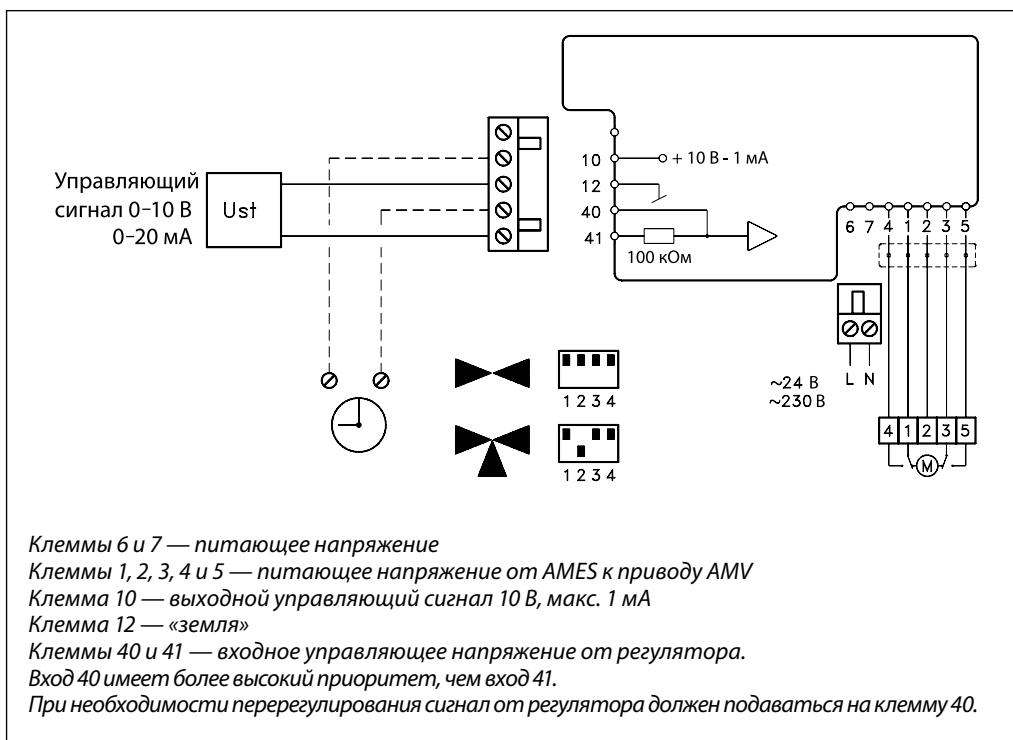 Управляющий
сигнал 0–10 В
0–20 мА
Ust
10
+ 10 В - 1 мА
12
40
41
100 кОм
6 7 4 1 2 3 5
L N
~24 В
~230 В
1 2 3 4
4 1 2 3 5
M
1 2 3 4
Клеммы 6 и 7 — питающее напряжение
Клеммы 1, 2, 3, 4 и 5 — питающее напряжение от AMES к приводу AMV
Клемма 10 — выходной управляющий сигнал 10 В, макс. 1 мА
Клемма 12 — «земля»
Клеммы 40 и 41 — входное управляющее напряжение от регулятора.
Вход 40 имеет более высокий приоритет, чем вход 41.
При необходимости перерегулирования сигнал от регулятора должен подаваться на клемму 40.